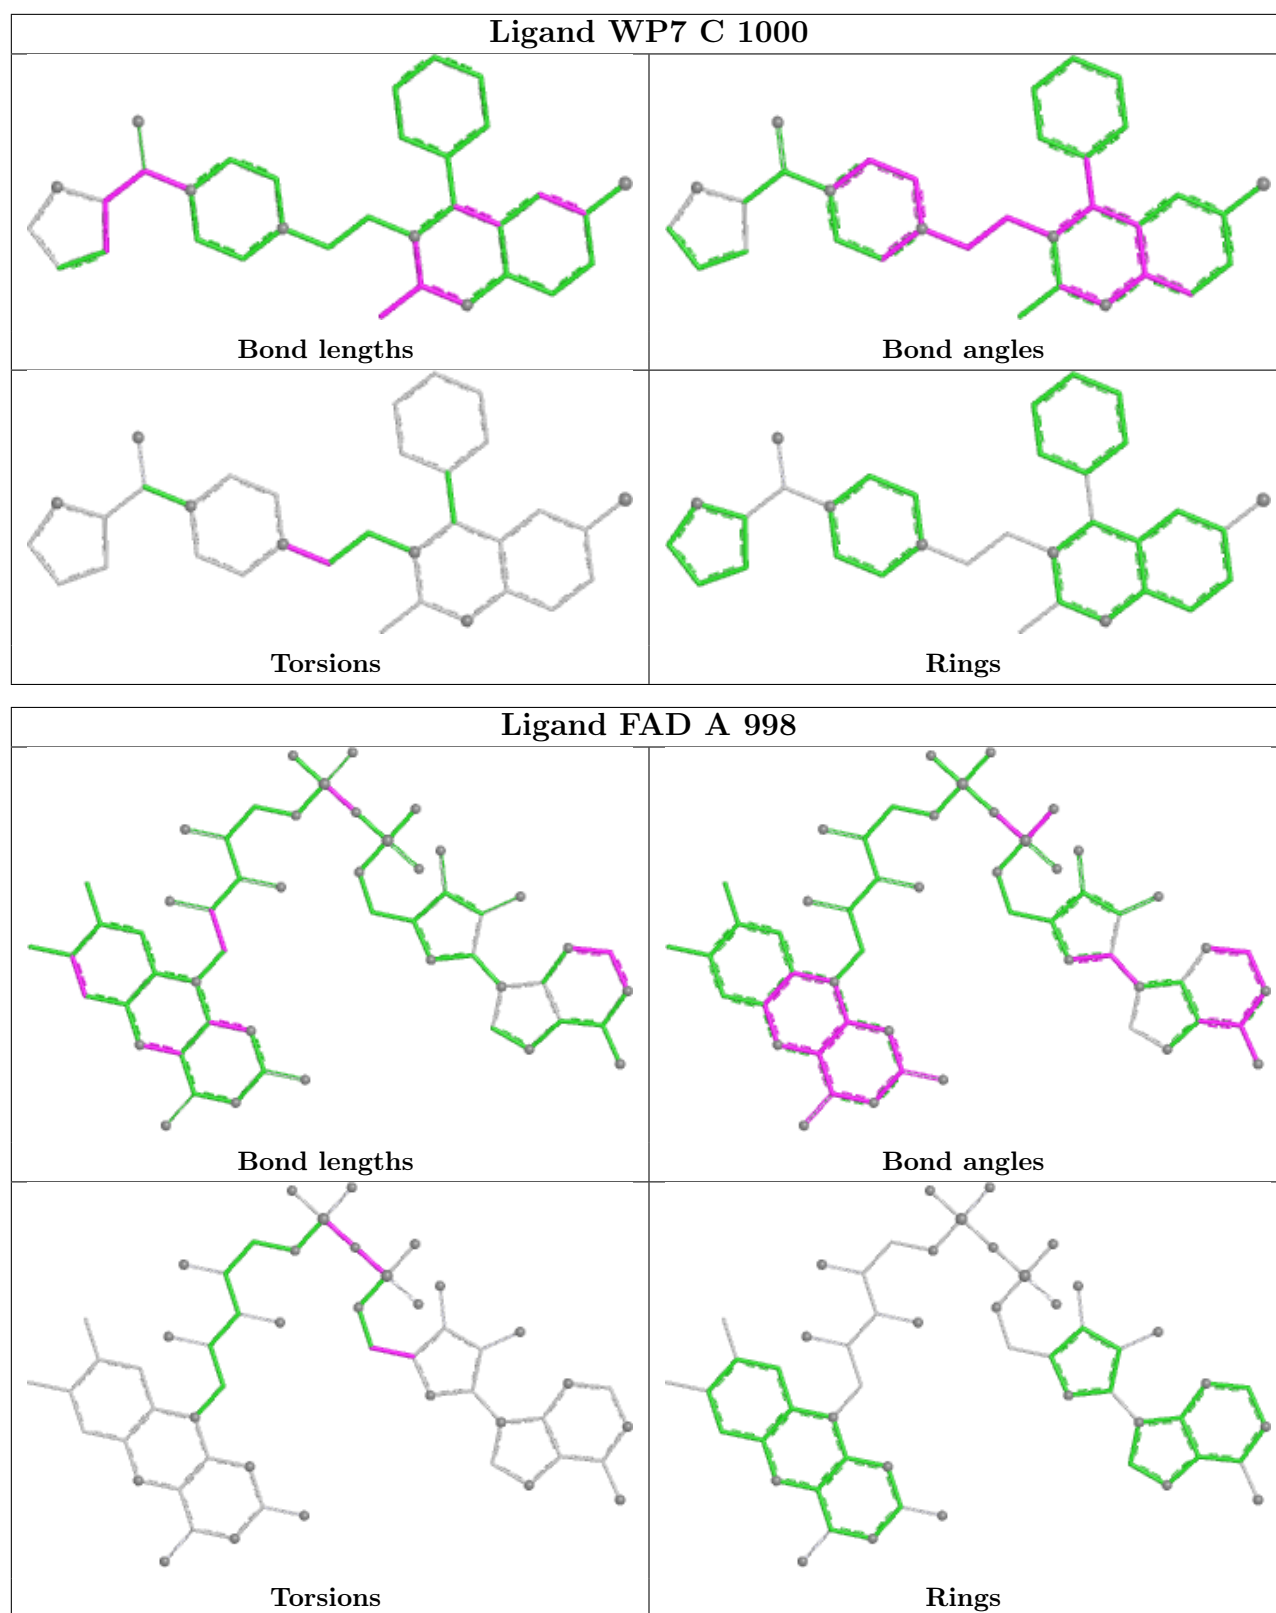 Ligand WP7 C 1000
Bond lengths
Bond angles
Torsions
Rings
Ligand FAD A 998
Bond lengths
Bond angles
Torsions
Rings